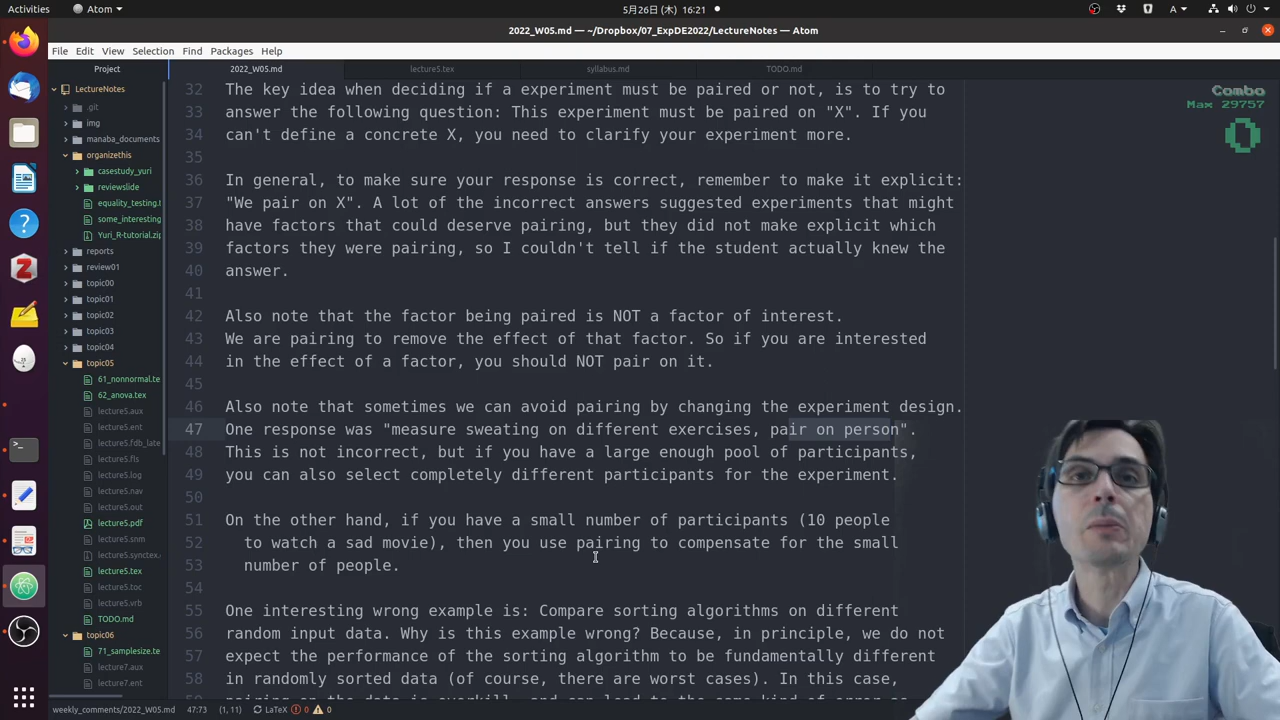 Activities
Atom
5月26日 (木) 16:21
A
2022_W05.md — ~/Dropbox/07_ExpDE2022/LectureNotes — Atom
File Edit View Selection Find Packages Help
Project
2022_W05.md
lecture5.tex
syllabus.md
TODO.md
LectureNotes
.git
img
manaba_documents
organizethis
casestudy_yuri
reviewslide
equality_testing.t
some_interesting
Yuri_R-tutorial.zip
reports
review01
topic00
topic01
topic02
topic03
topic04
topic05
61_nonnormal.te
62_anova.tex
lecture5.aux
lecture5.ent
lecture5.fdb_late
lecture5.fls
lecture5.log
lecture5.nav
lecture5.out
lecture5.pdf
lecture5.snm
lecture5.synctex.
lecture5.tex
lecture5.toc
lecture5.vrb
TODO.md
topic06
71_samplesize.te
lecture7.aux
lecture7.ent
32 The key idea when deciding if a experiment must be paired or not, is to try to
33 answer the following question: This experiment must be paired on "X". If you
34 can't define a concrete X, you need to clarify your experiment more.
35
36 In general, to make sure your response is correct, remember to make it explicit:
37 "We pair on X". A lot of the incorrect answers suggested experiments that might
38 have factors that could deserve pairing, but they did not make explicit which
39 factors they were pairing, so I couldn't tell if the student actually knew the
40 answer.
41
42 Also note that the factor being paired is NOT a factor of interest.
43 We are pairing to remove the effect of that factor. So if you are interested
44 in the effect of a factor, you should NOT pair on it.
45
46 Also note that sometimes we can avoid pairing by changing the experiment design.
47 One response was "measure sweating on different exercises, pair on person".
48 This is not incorrect, but if you have a large enough pool of participants,
49 you can also select completely different participants for the experiment.
50
51 On the other hand, if you have a small number of participants (10 people
52 to watch a sad movie), then you use pairing to compensate for the small
53 number of people.
54
55 One interesting wrong example is: Compare sorting algorithms on different
56 random input data. Why is this example wrong? Because, in principle, we do not
57 expect the performance of the sorting algorithm to be fundamentally different
58 in randomly sorted data (of course, there are worst cases). In this case,
Combo
Max 29757
0
weekly_comments/2022_W05.md 47:73 (1, 11) LaTeX 0 0